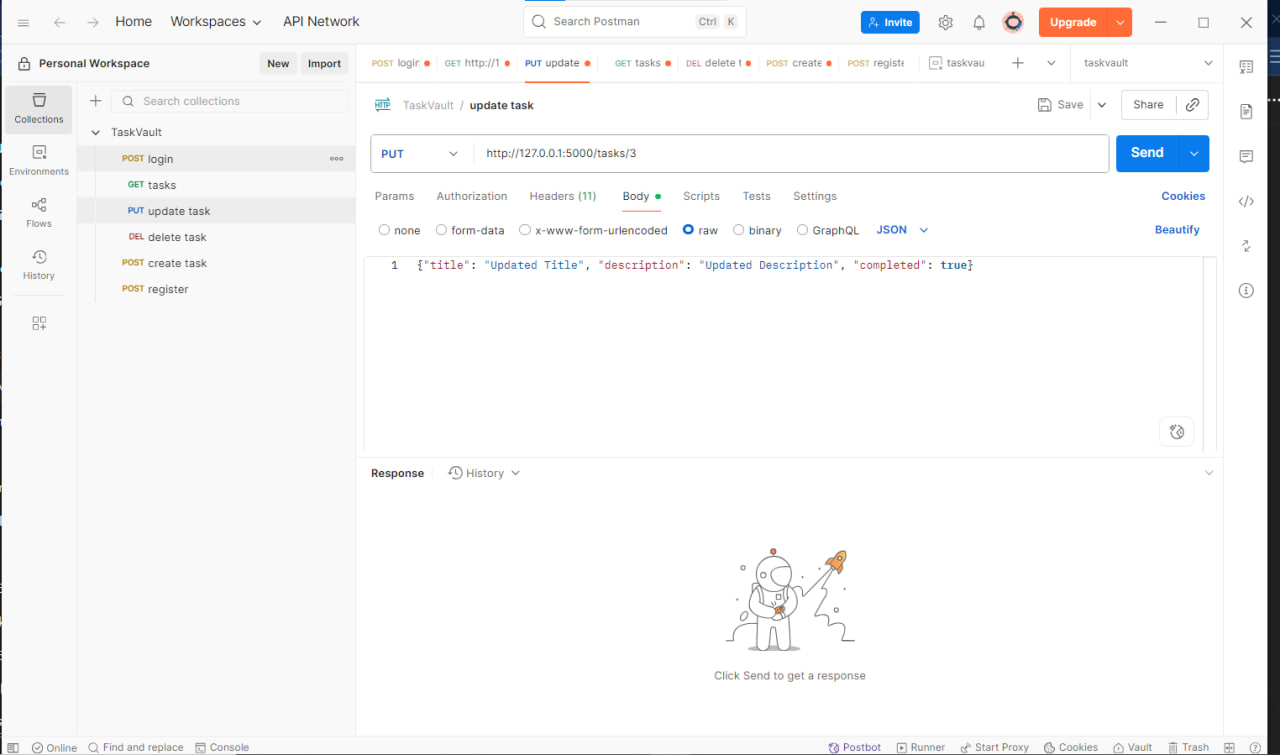 Home Workspaces API Network Search Postman Ctrl K Invite Upgrade
Personal Workspace New Import
POST login GET http://1 PUT update GET tasks DEL delete t POST create POST registe taskvau taskvault
Collections
Environments
Flows
History
Search collections
TaskVault
POST login
GET tasks
PUT update task
DEL delete task
POST create task
POST register
HTTP TaskVault / update task Save Share
PUT http://127.0.0.1:5000/tasks/3 Send
Params Authorization Headers (11) Body Scripts Tests Settings Cookies
none form-data x-www-form-urlencoded raw binary GraphQL JSON Beautify
1 {"title": "Updated Title", "description": "Updated Description", "completed": true}
Response History
Click Send to get a response
Online Find and replace Console Postbot Runner Start Proxy Cookies Vault Trash